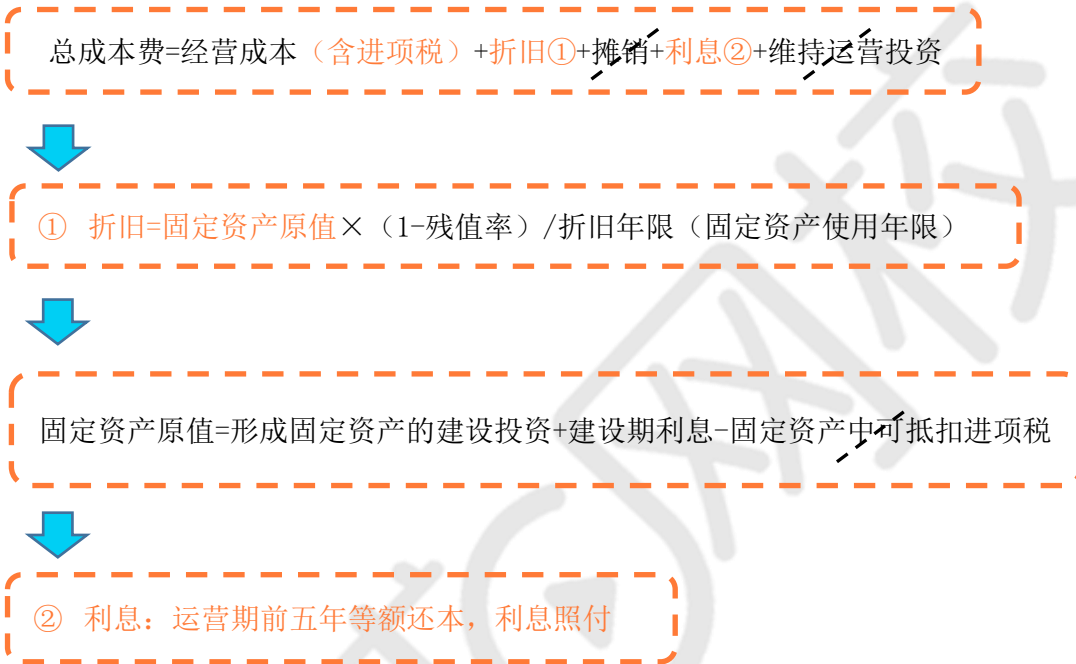 总成本费=经营成本（含进项税）+折旧①+摊销+利息②+维持运营投资
① 折旧=固定资产原值×（1-残值率）/折旧年限（固定资产使用年限）
固定资产原值=形成固定资产的建设投资+建设期利息-固定资产中可抵扣进项税
② 利息：运营期前五年等额还本，利息照付
网校